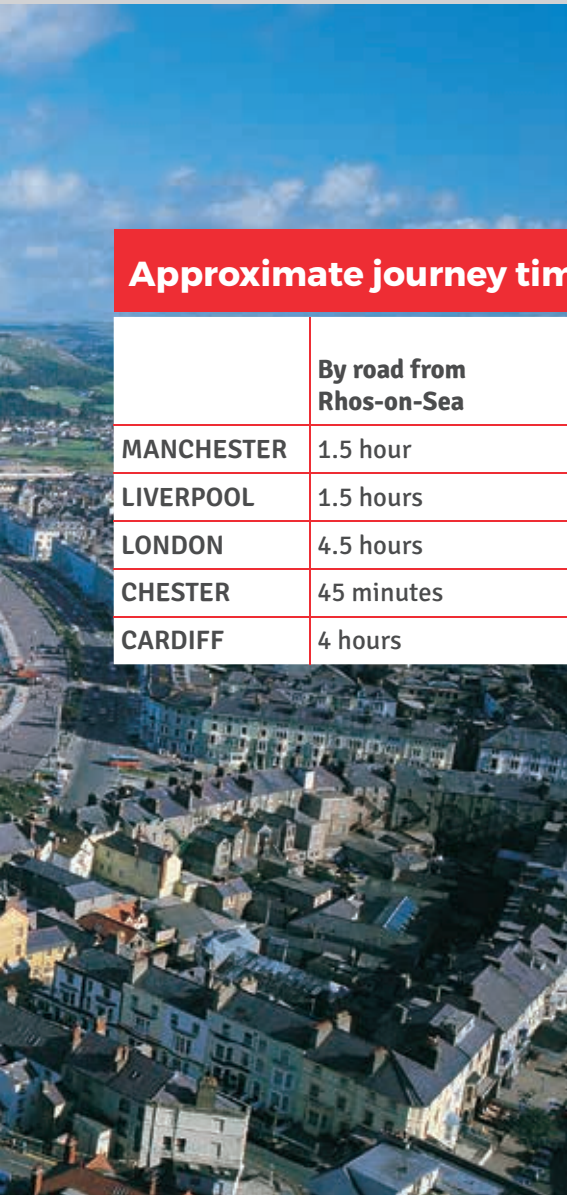 Approximate journey
By road from
Rhos-on-Sea
MANCHESTER 1.5 hour
LIVERPOOL 1.5 hours
LONDON 4.5 hours
CHESTER 45 minutes
CARDIFF 4 hours